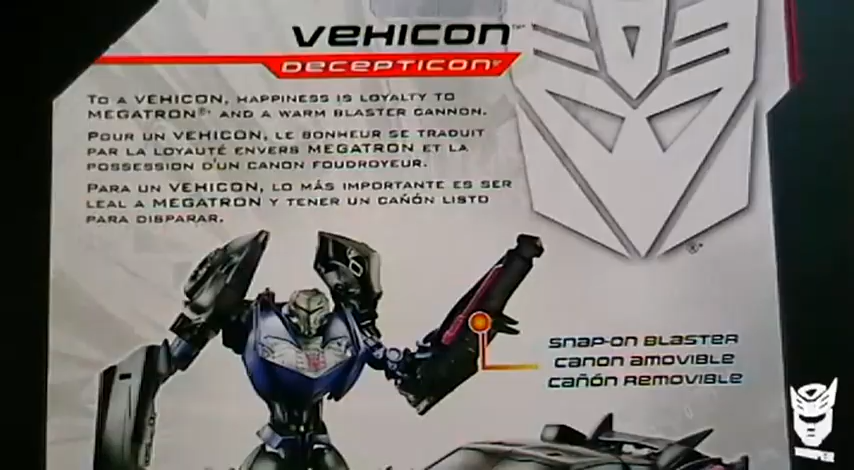 VEHICON™
DECEPTICON
TO A VEHICON, HAPPINESS IS LOYALTY TO
MEGATRON® AND A WARM BLASTER CANNON.
POUR UN VEHICON, LE BONHEUR SE TRADUIT
PAR LA LOYAUTÉ ENVERS MEGATRON ET LA
POSSESSION D'UN CANON FOUDROYEUR.
PARA UN VEHICON, LO MÁS IMPORTANTE ES SER
LEAL A MEGATRON Y TENER UN CAÑÓN LISTO
PARA DISPARAR.
SNAP-ON BLASTER
CANON AMOVIBLE
CAÑÓN REMOVIBLE